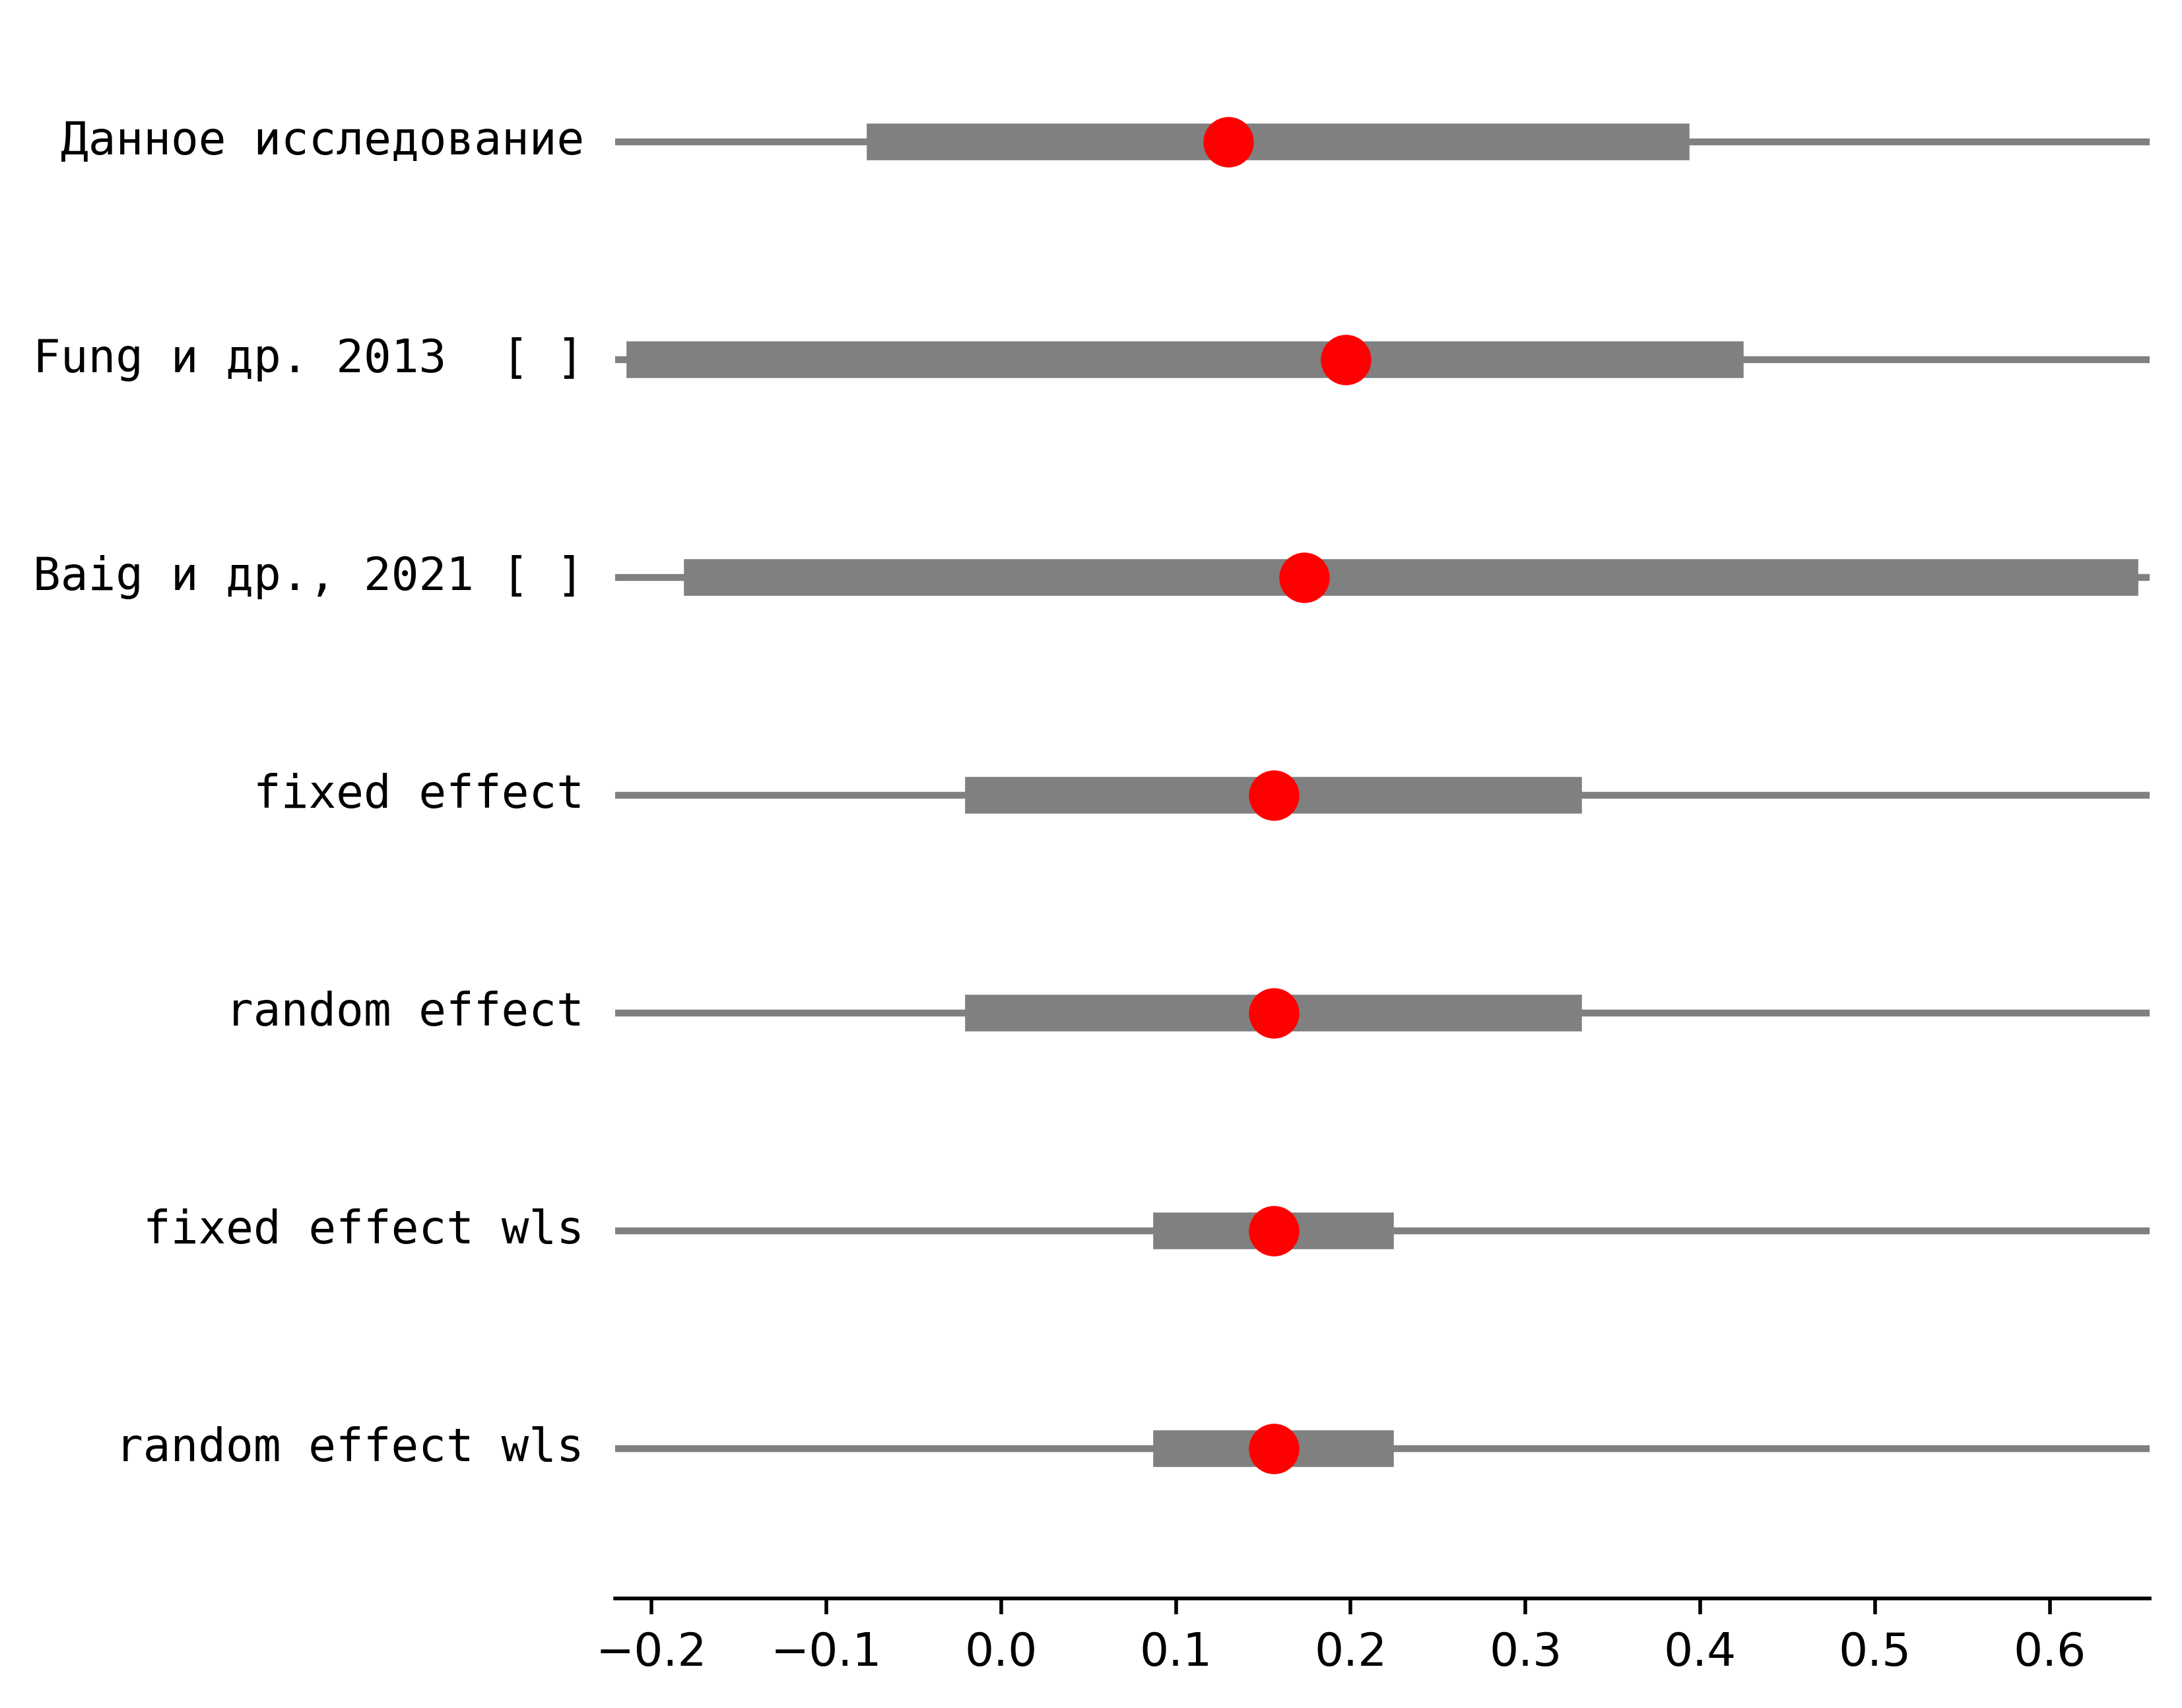 Данное исследование
Fung и др. 2013  [ ]
Baig и др., 2021 [ ]
fixed effect
random effect
fixed effect wls
random effect wls
−0.2 −0.1 0.0 0.1 0.2 0.3 0.4 0.5 0.6